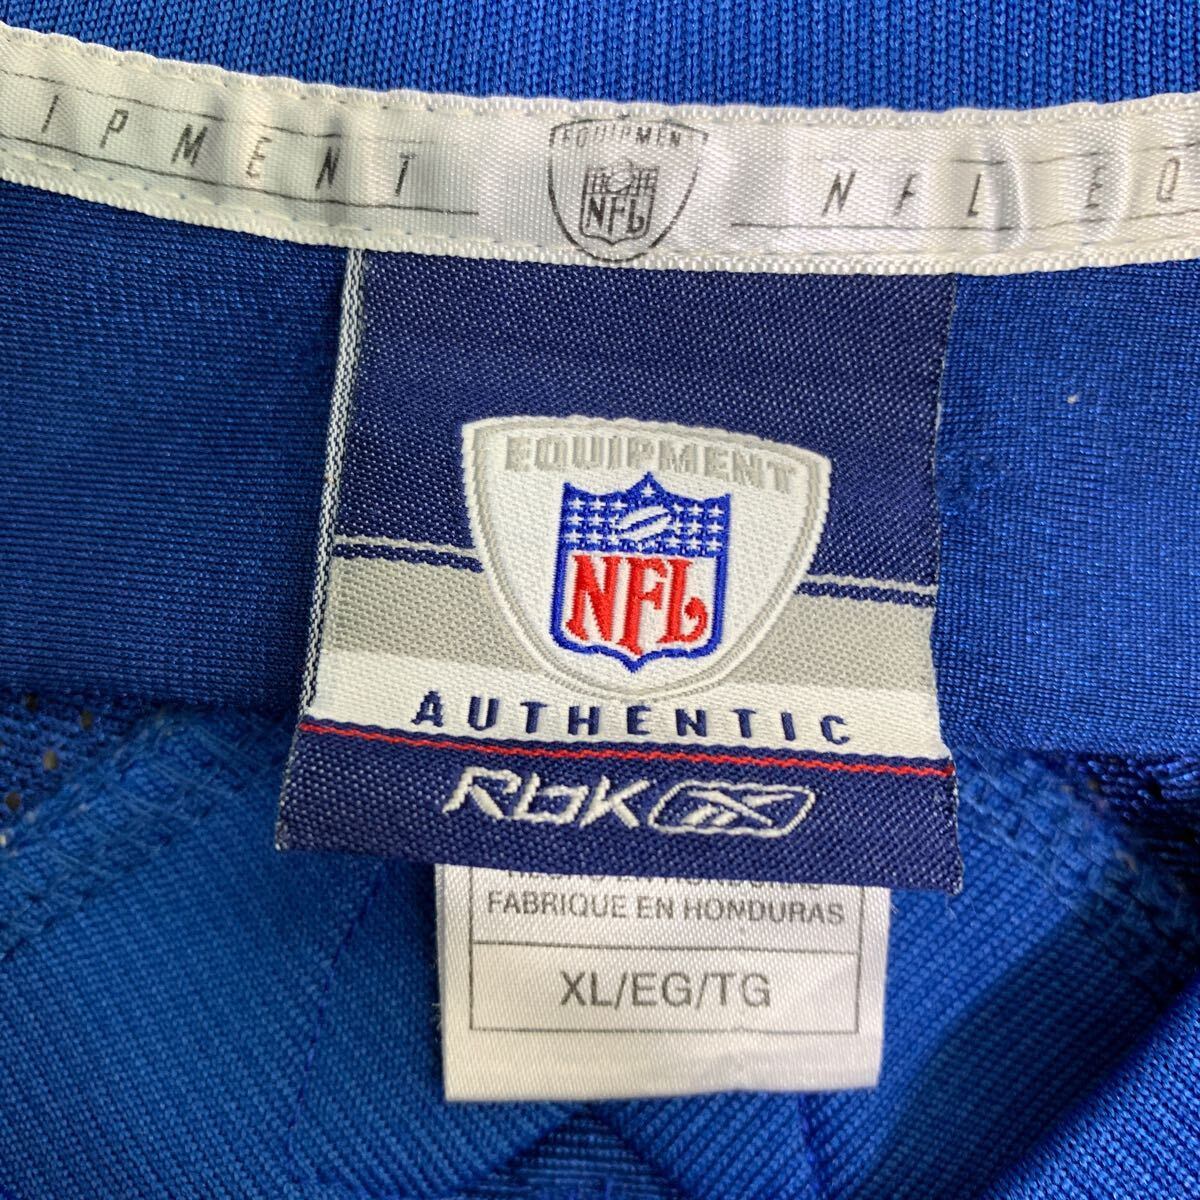 IPMENT EQUIPMENT NFL NFL EQ
EQUIPMENT
NFL
AUTHENTIC
RbK
FABRIQUE EN HONDURAS
XL/EG/TG